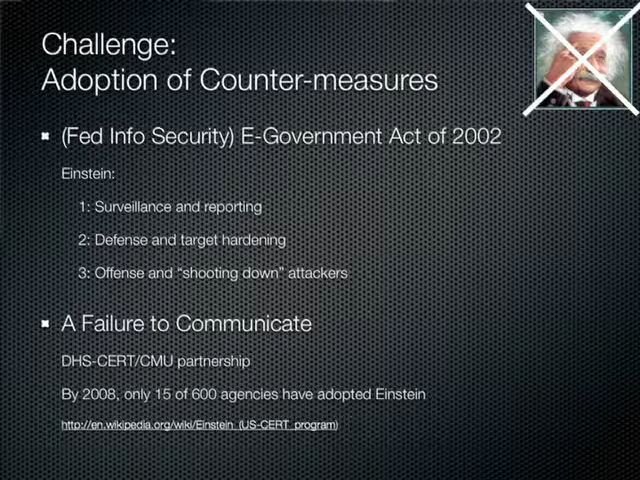 Challenge:
Adoption of Counter-measures
(Fed Info Security) E-Government Act of 2002
Einstein:
1: Surveillance and reporting
2: Defense and target hardening
3: Offense and “shooting down” attackers
A Failure to Communicate
DHS-CERT/CMU partnership
By 2008, only 15 of 600 agencies have adopted Einstein
http://en.wikipedia.org/wiki/Einstein_(US-CERT_program)